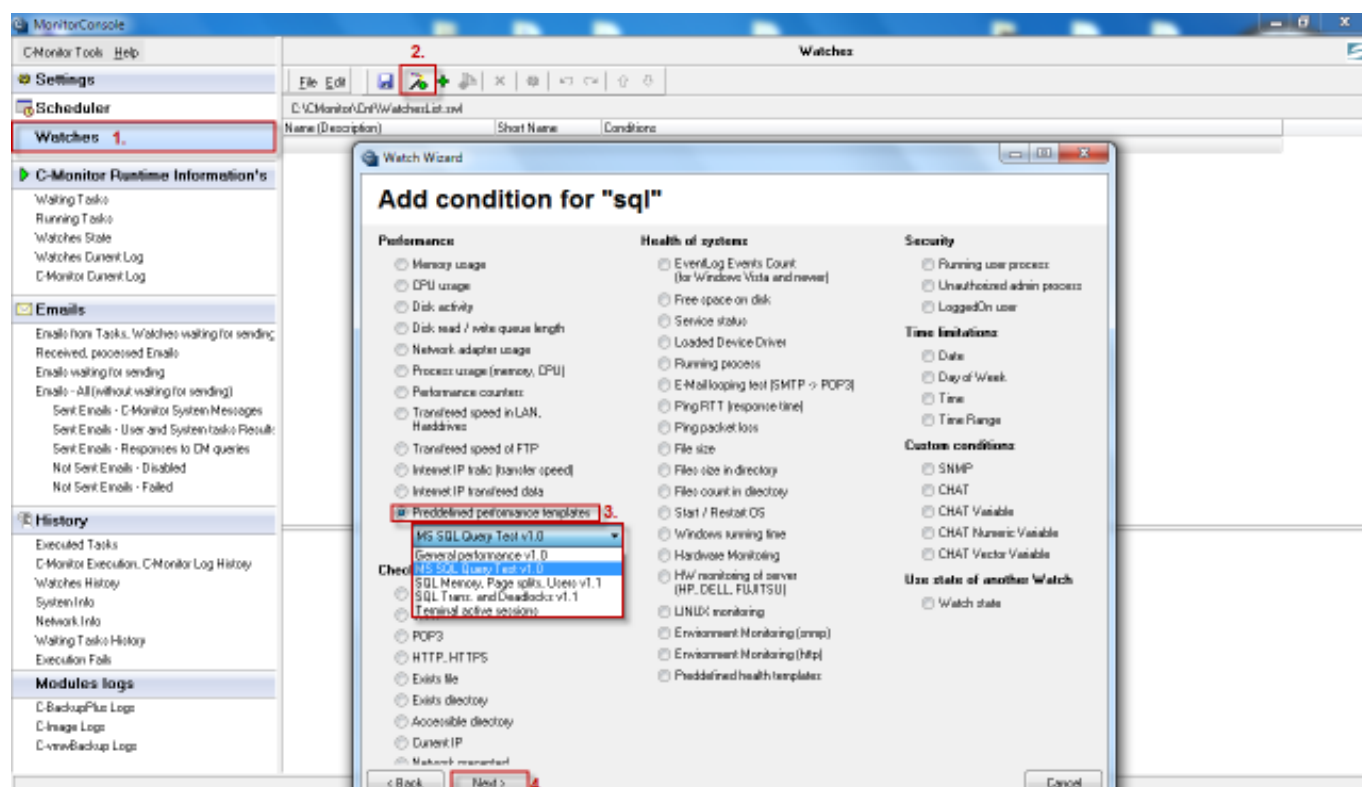 MonitorConsole
C-Monitor Tools Help
2.
Watches
Settings
File Edit
Scheduler
C:\CMonitor\Cnf\WatchesList.xwl
Name (Description) Short Name Conditions
Watches 1.
Watch Wizard
C-Monitor Runtime Information's
Waiting Tasks
Running Tasks
Watches State
Watches Current Log
C-Monitor Current Log
Emails
Emails from Tasks, Watches waiting for sending
Received, processed Emails
Emails waiting for sending
Emails - All (without waiting for sending)
Sent Emails - C-Monitor System Messages
Sent Emails - User and System tasks Results
Sent Emails - Responses to CM queries
Not Sent Emails - Disabled
Not Sent Emails - Failed
History
Executed Tasks
C-Monitor Execution, C-Monitor Log History
Watches History
System Info
Network Info
Waiting Tasks History
Execution Fails
Modules logs
C-BackupPlus Logs
C-Image Logs
C-vmwBackup Logs
Add condition for "sql"
Performance
Memory usage
CPU usage
Disk activity
Disk read / write queue length
Network adapter usage
Process usage (memory, CPU)
Performance counters
Transfered speed in LAN,
Harddrives
Transfered speed of FTP
Internet IP trafic (transfer speed)
Internet IP transfered data
Preddefined performance templates 3.
MS SQL Query Test v1.0
General performance v1.0
MS SQL Query Test v1.0
SQL Memory, Page splits, Users v1.1
SQL Trans. and Deadlocks v1.1
Terminal active sessions
POP3
HTTP, HTTPS
Exists file
Exists directory
Accessible directory
Current IP
Health of systems
EventLog Events Count
(for Windows Vista and newer)
Free space on disk
Service status
Loaded Device Driver
Running process
E-Mail looping test (SMTP -> POP3)
Ping RTT (response time)
Ping packet loss
File size
Files size in directory
Files count in directory
Start / Restart OS
Windows running time
Hardware Monitoring
HW monitoring of server
(HP, DELL, FUJITSU)
LINUX monitoring
Environment Monitoring (snmp)
Environment Monitoring (http)
Preddefined health templates
Security
Running user process
Unauthorized admin process
LoggedOn user
Time limitations
Date
Day of Week
Time
Time Range
Custom conditions
SNMP
CHAT
CHAT Variable
CHAT Numeric Variable
CHAT Vector Variable
Use state of another Watch
Watch state
< Back Next > 4. Cancel